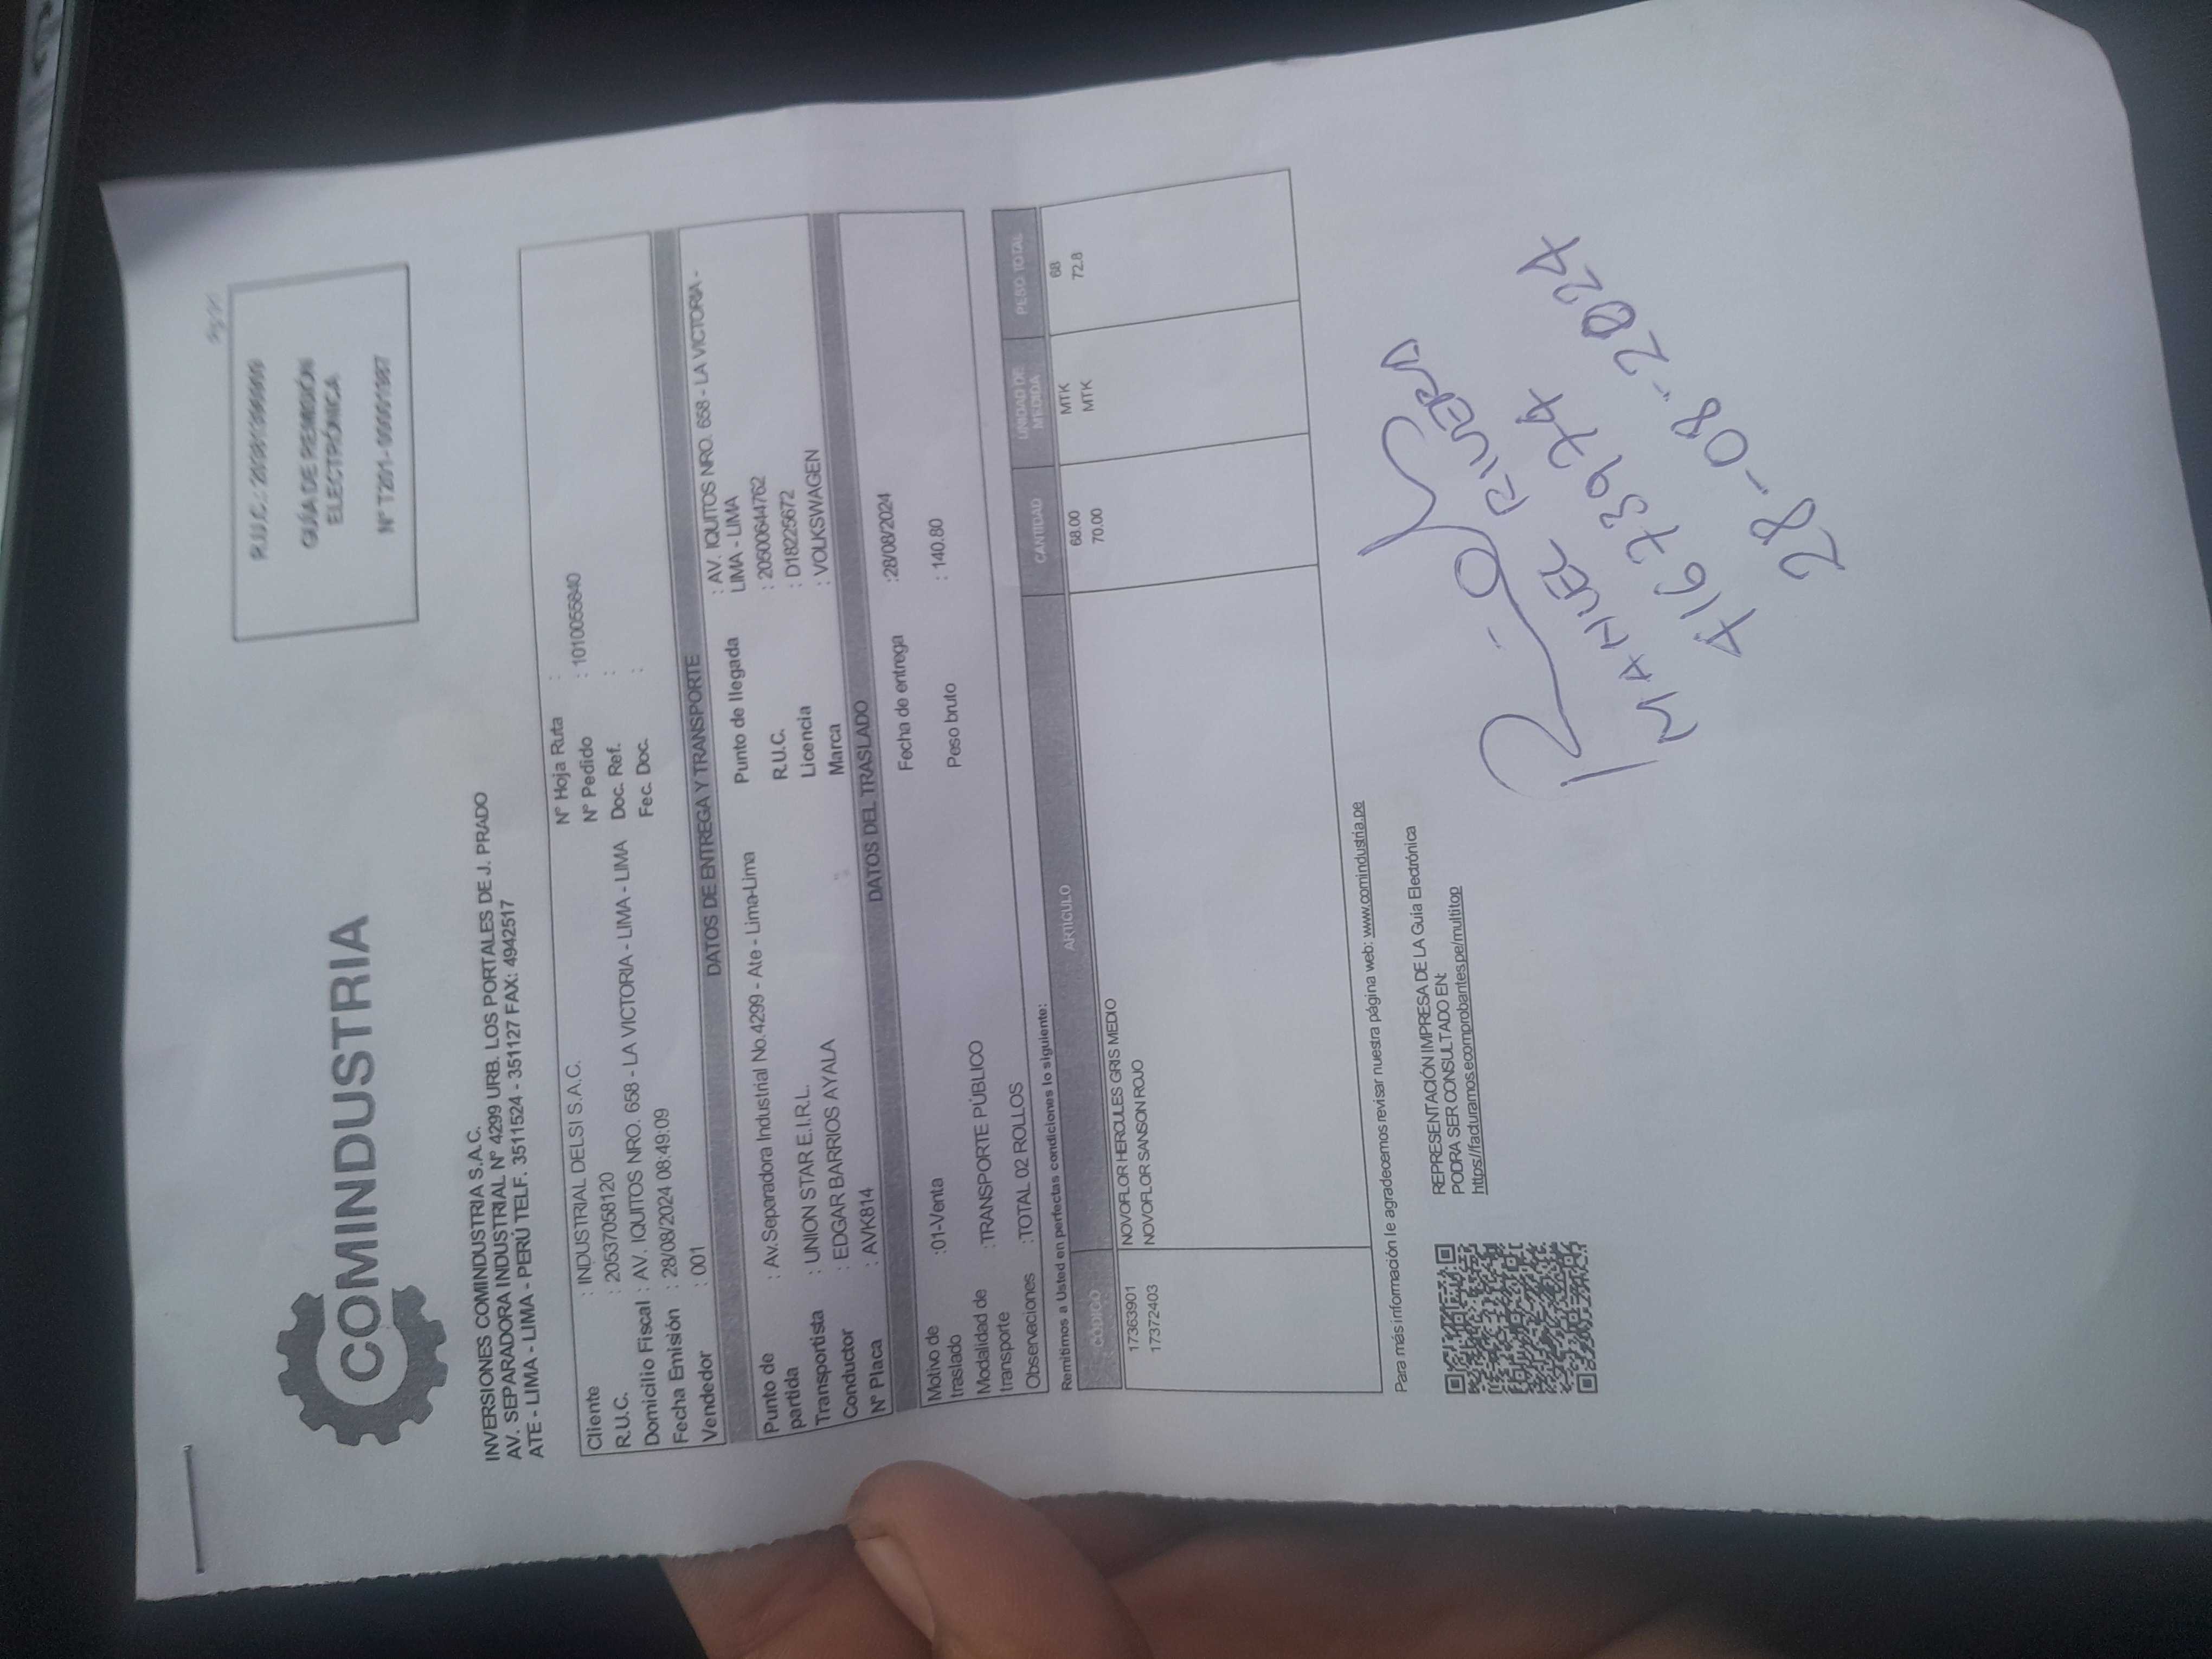 COMINDUSTRIA
GUÍA DE REMISIÓN
ELECTRÓNICA
INVERSIONES COMINDUSTRIA S.A.C.
AV. SEPARADORA INDUSTRIAL Nº 4299 URB. LOS PORTALES DE J. PRADO
ATE - LIMA - LIMA - PERÚ TELF. 3511524 - 351127 FAX: 4942517
Cliente : INDUSTRIAL DELSI S.A.C. Nº Hoja Ruta :
R.U.C. : 20537058120 Nº Pedido : 1010055840
Domicilio Fiscal : AV. IQUITOS NRO. 658 - LA VICTORIA - LIMA - LIMA Doc. Ref. :
Fecha Emisión : 28/08/2024 08:49:09 Fec. Doc. :
Vendedor : 001
DATOS DE ENTREGA Y TRANSPORTE
Punto de partida : Av.Separadora Industrial No.4299 - Ate - Lima-Lima Punto de llegada : AV. IQUITOS NRO. 658 - LA VICTORIA - LIMA - LIMA
Transportista : UNION STAR E.I.R.L. R.U.C. : 20500644762
Conductor : EDGAR BARRIOS AYALA Licencia : D18225672
Nº Placa : AVK814 Marca : VOLKSWAGEN
DATOS DEL TRASLADO
Motivo de traslado :01-Venta Fecha de entrega :28/08/2024
Modalidad de transporte :TRANSPORTE PÚBLICO Peso bruto : 140.80
Observaciones :TOTAL 02 ROLLOS
Remitimos a Usted en perfectas condiciones lo siguiente:
CÓDIGO ARTICULO CANTIDAD UNIDAD DE MEDIDA PESO TOTAL
17363901 NOVOFLOR HERCULES GRIS MEDIO 68.00 MTK 68
17372403 NOVOFLOR SANSON ROJO 70.00 MTK 72.8
Para más información le agradecemos revisar nuestra página web: www.comindustria.pe
REPRESENTACIÓN IMPRESA DE LA Guía Electrónica
PODRA SER CONSULTADO EN:
https://facturamos.ecomprobantes.pe/multitop
MANUEL RIVERA
41673974
28-08-2024